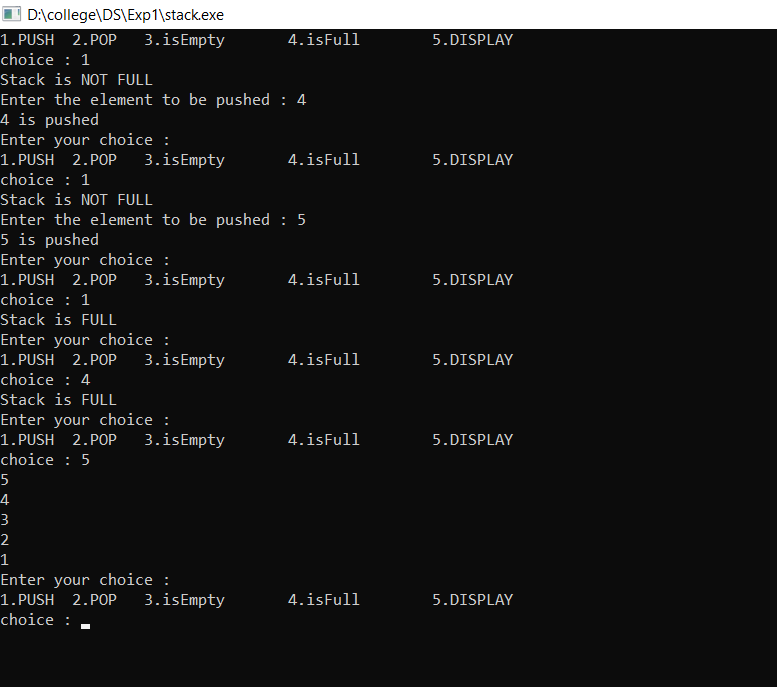 D:\college\DS\Exp1\stack.exe
1.PUSH  2.POP   3.isEmpty       4.isFull        5.DISPLAY
choice : 1
Stack is NOT FULL
Enter the element to be pushed : 4
4 is pushed
Enter your choice :
1.PUSH  2.POP   3.isEmpty       4.isFull        5.DISPLAY
choice : 1
Stack is NOT FULL
Enter the element to be pushed : 5
5 is pushed
Enter your choice :
1.PUSH  2.POP   3.isEmpty       4.isFull        5.DISPLAY
choice : 1
Stack is FULL
Enter your choice :
1.PUSH  2.POP   3.isEmpty       4.isFull        5.DISPLAY
choice : 4
Stack is FULL
Enter your choice :
1.PUSH  2.POP   3.isEmpty       4.isFull        5.DISPLAY
choice : 5
5
4
3
2
1
Enter your choice :
1.PUSH  2.POP   3.isEmpty       4.isFull        5.DISPLAY
choice :